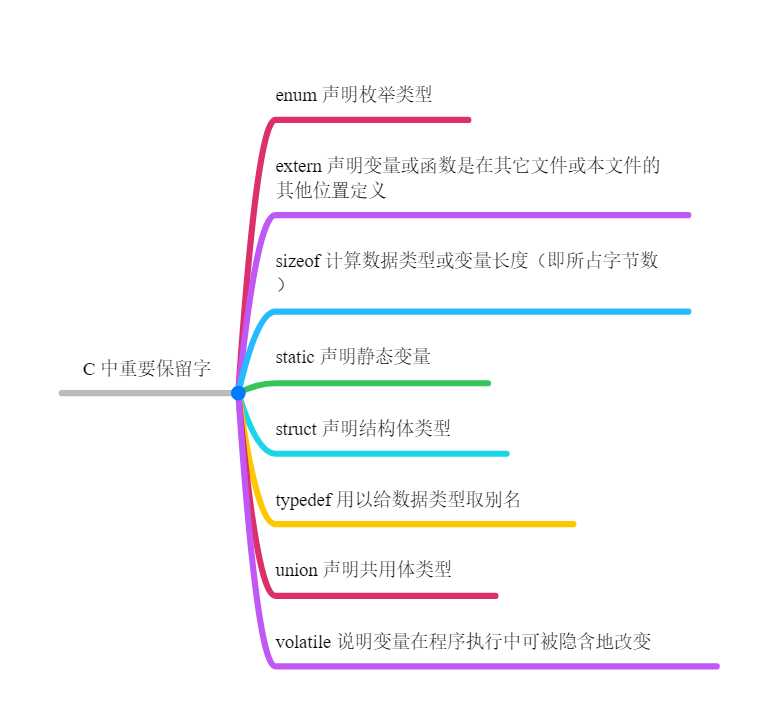 enum 声明枚举类型
extern 声明变量或函数是在其它文件或本文件的
其他位置定义
sizeof 计算数据类型或变量长度（即所占字节数
）
C 中重要保留字
static 声明静态变量
struct 声明结构体类型
typedef 用以给数据类型取别名
union 声明共用体类型
volatile 说明变量在程序执行中可被隐含地改变